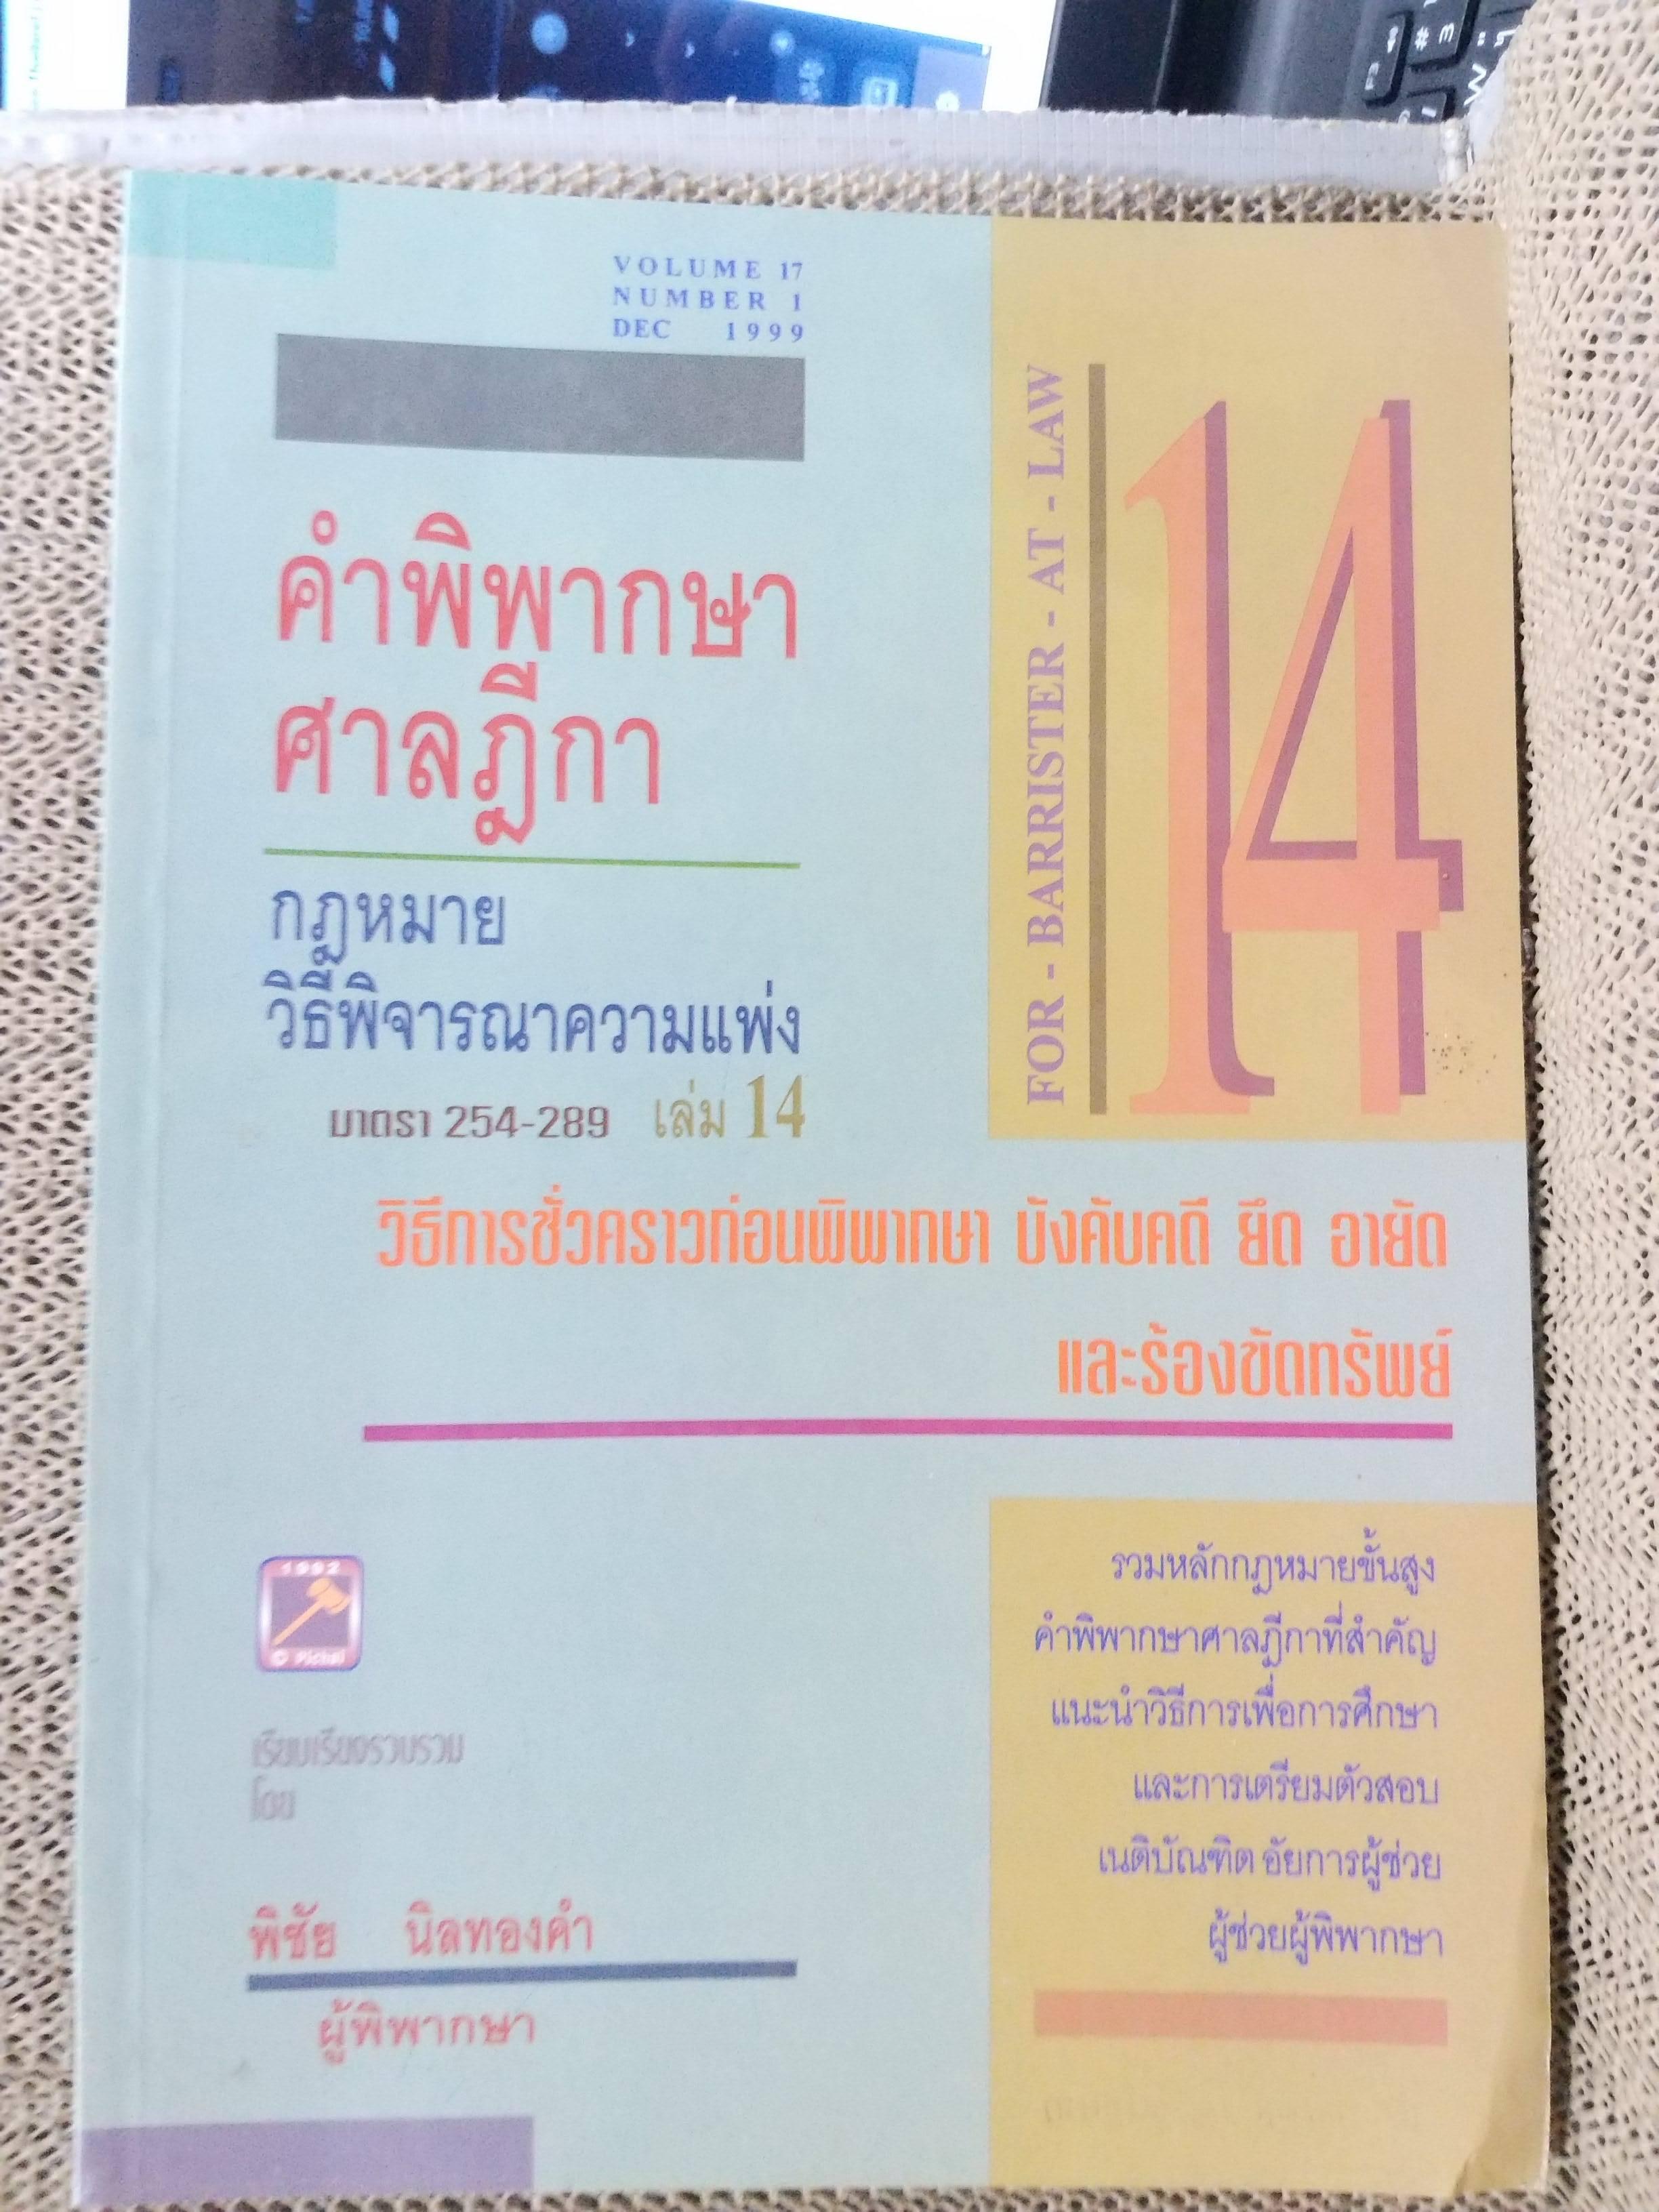 VOLUME 17
NUMBER 1
DEC 1999
FOR - BARRISTER - AT - LAW
14
คำพิพากษา
ศาลฎีกา
กฎหมาย
วิธีพิจารณาความแพ่ง
มาตรา 254-289 เล่ม 14
วิธีการชั่วคราวก่อนพิพากษา บังคับคดี ยึด อายัด
และร้องขัดทรัพย์
1992
© Pichai
เรียบเรียงรวบรวม
โดย
พิชัย นิลทองคำ
ผู้พิพากษา
รวมหลักกฎหมายขั้นสูง
คำพิพากษาศาลฎีกาที่สำคัญ
แนะนำวิธีการเพื่อการศึกษา
และการเตรียมตัวสอบ
เนติบัณฑิต อัยการผู้ช่วย
ผู้ช่วยผู้พิพากษา